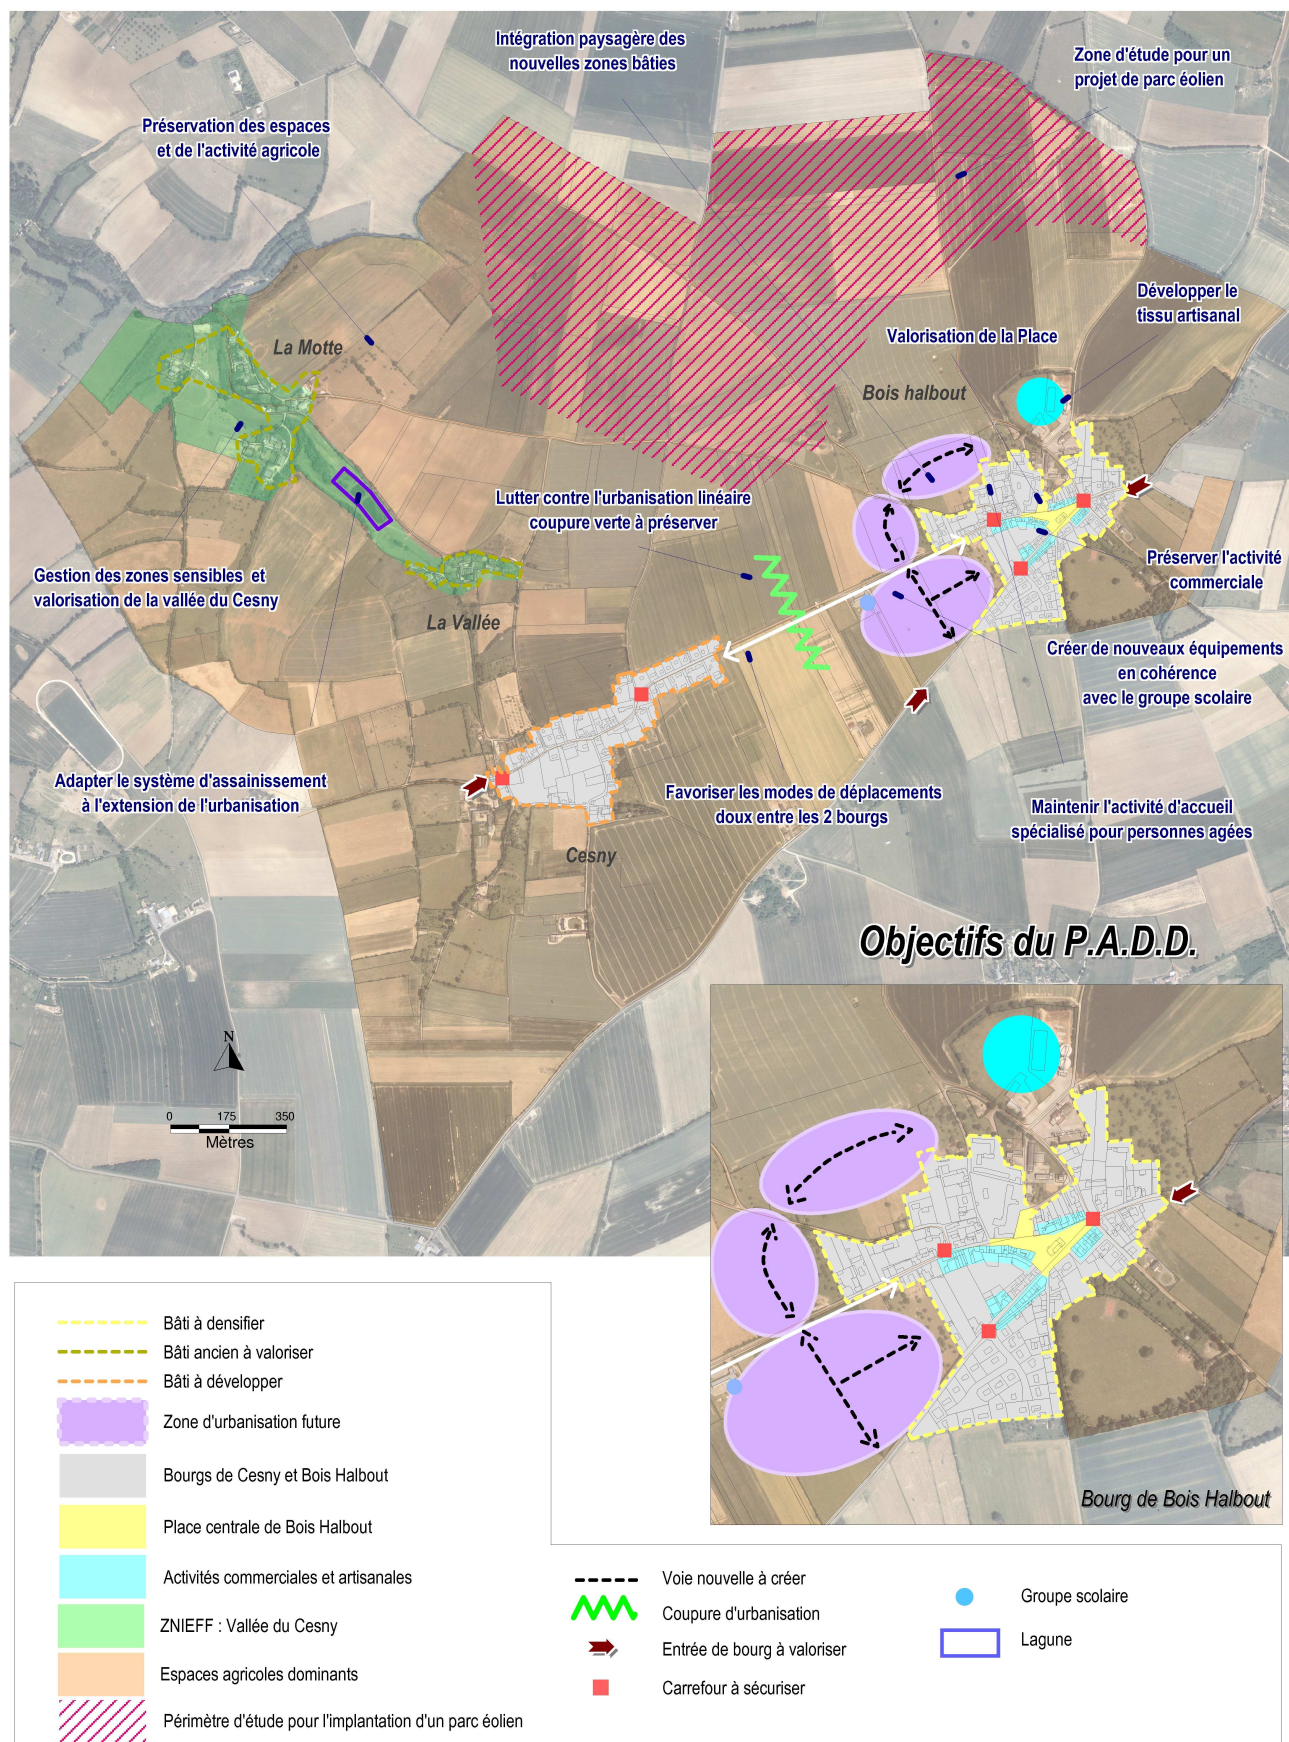 Intégration paysagère des
nouvelles zones bâties
Zone d'étude pour un
projet de parc éolien
Préservation des espaces
et de l'activité agricole
Développer le
tissu artisanal
Valorisation de la Place
La Motte
Bois halbout
Lutter contre l'urbanisation linéaire
coupure verte à préserver
Préserver l'activité
commerciale
Gestion des zones sensibles et
valorisation de la vallée du Cesny
La Vallée
Créer de nouveaux équipements
en cohérence
avec le groupe scolaire
Adapter le système d'assainissement
à l'extension de l'urbanisation
Favoriser les modes de déplacements
doux entre les 2 bourgs
Maintenir l'activité d'accueil
spécialisé pour personnes agées
Cesny
Objectifs du P.A.D.D.
N
0 175 350
Mètres
Bourg de Bois Halbout
Bâti à densifier
Bâti ancien à valoriser
Bâti à développer
Zone d'urbanisation future
Bourgs de Cesny et Bois Halbout
Place centrale de Bois Halbout
Activités commerciales et artisanales
ZNIEFF : Vallée du Cesny
Espaces agricoles dominants
Périmètre d'étude pour l'implantation d'un parc éolien
Voie nouvelle à créer
Coupure d'urbanisation
Entrée de bourg à valoriser
Carrefour à sécuriser
Groupe scolaire
Lagune